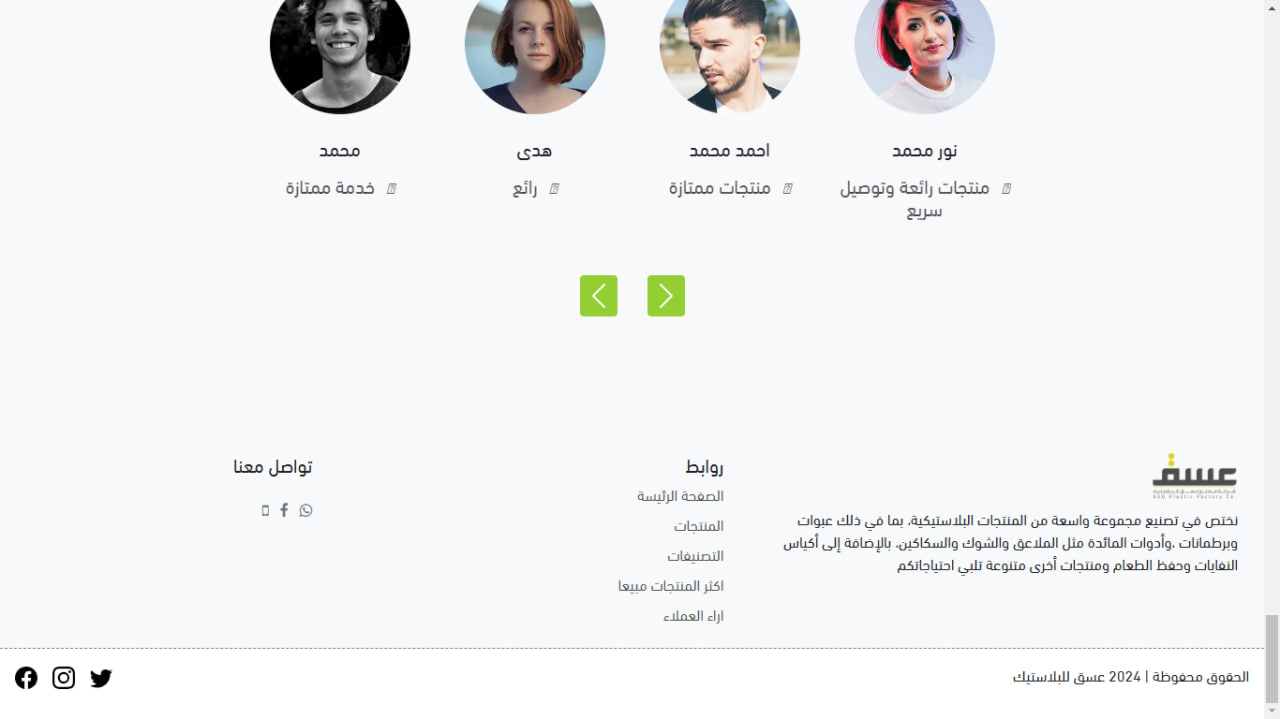 نور محمد
احمد محمد
هدى
محمد
منتجات رائعة وتوصيل
سريع
منتجات ممتازة
رائع
خدمة ممتازة
عسق
ASG Plastic Factory Co.
نختص في تصنيع مجموعة واسعة من المنتجات البلاستيكية، بما في ذلك عبوات
وبرطمانات ،وأدوات المائدة مثل الملاعق والشوك والسكاكين، بالإضافة إلى أكياس
النفايات وحفظ الطعام ومنتجات أخرى متنوعة تلبي احتياجاتكم
روابط
الصفحة الرئيسة
المنتجات
التصنيفات
اكثر المنتجات مبيعا
اراء العملاء
تواصل معنا
الحقوق محفوظة | 2024 عسق للبلاستيك